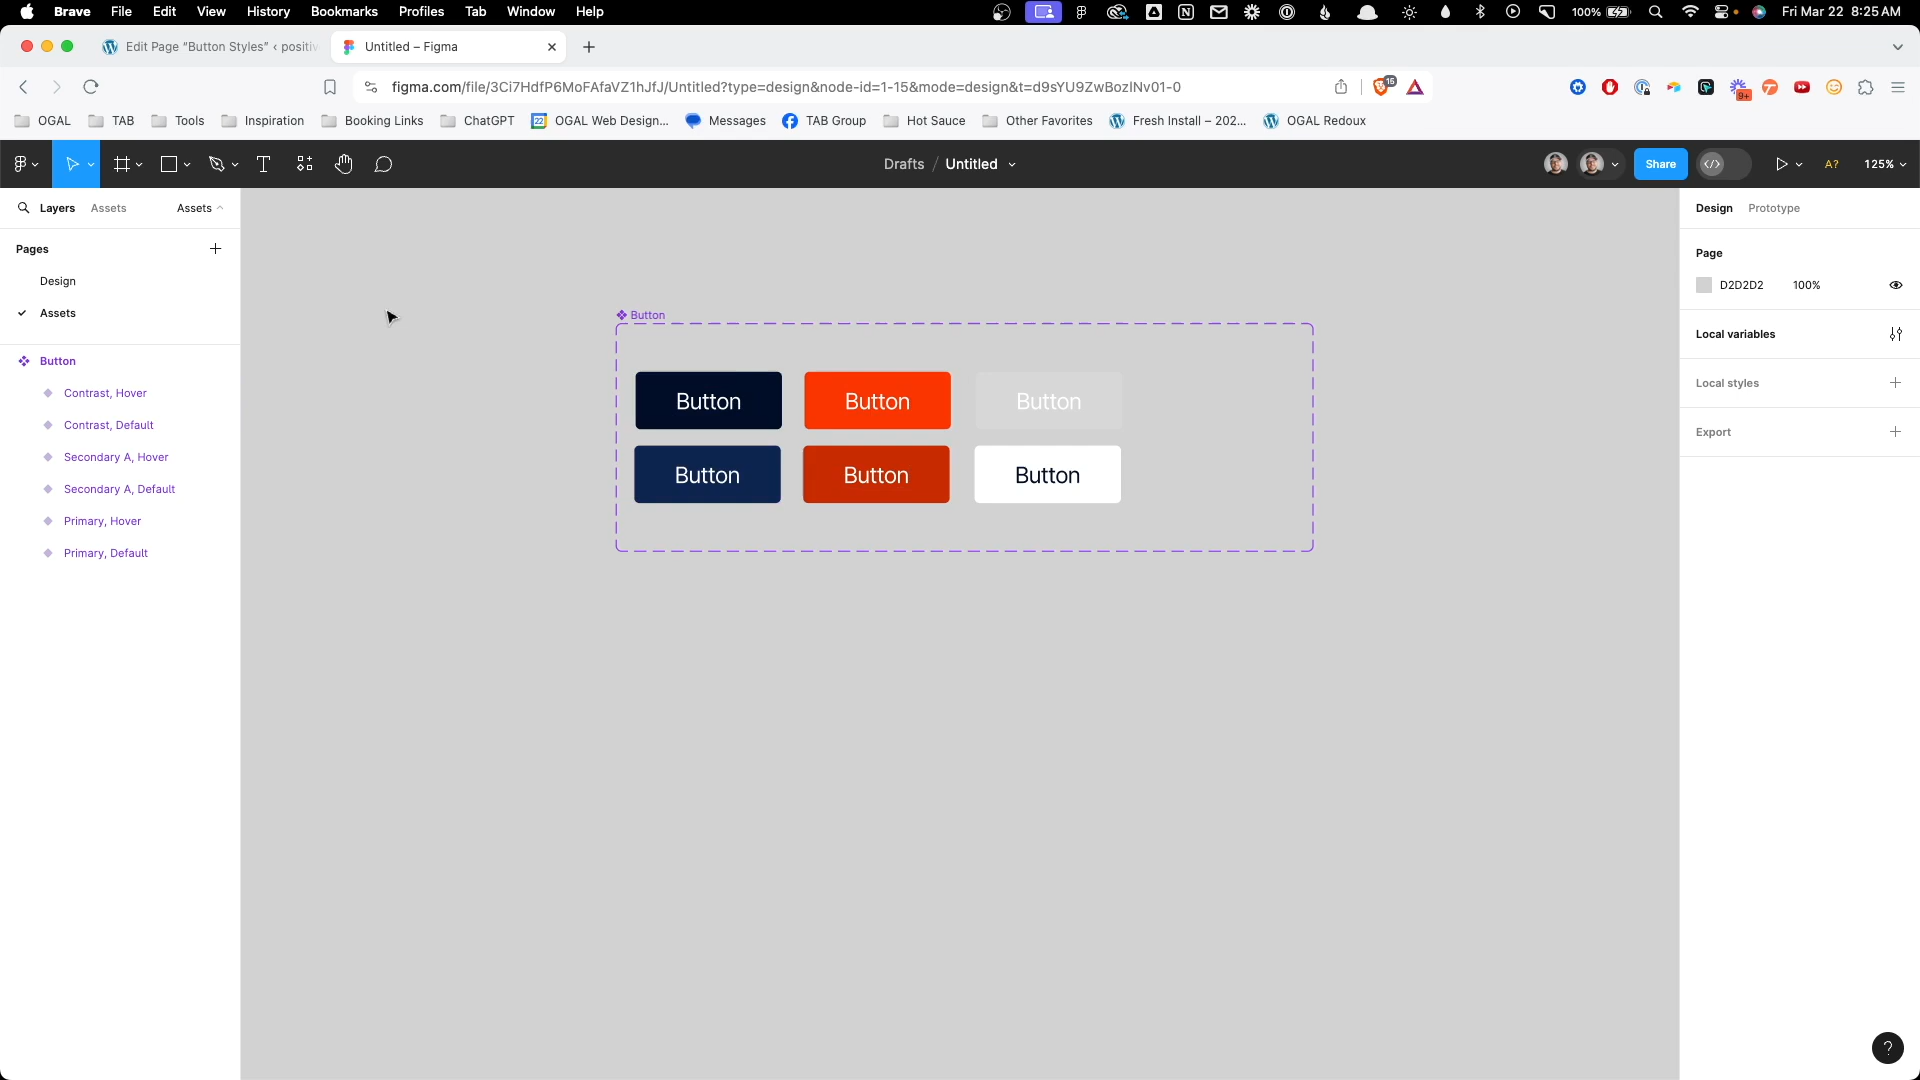 Brave File Edit View History Bookmarks Profiles Tab Window Help 100% Fri Mar 22 8:25 AM
Edit Page “Button Styles” ‹ positiv Untitled – Figma
figma.com/file/3Ci7HdfP6MoFAfaVZ1hJfJ/Untitled?type=design&node-id=1-15&mode=design&t=d9sYU9ZwBozINv01-0 15 9+
OGAL TAB Tools Inspiration Booking Links ChatGPT 22 OGAL Web Design... Messages TAB Group Hot Sauce Other Favorites Fresh Install – 202... OGAL Redoux
Drafts / Untitled Share A? 125%
Layers Assets Assets
Pages
Design
Assets
Button
Contrast, Hover
Contrast, Default
Secondary A, Hover
Secondary A, Default
Primary, Hover
Primary, Default
Button
Button Button Button
Button Button Button
Design Prototype
Page
D2D2D2 100%
Local variables
Local styles
Export
?